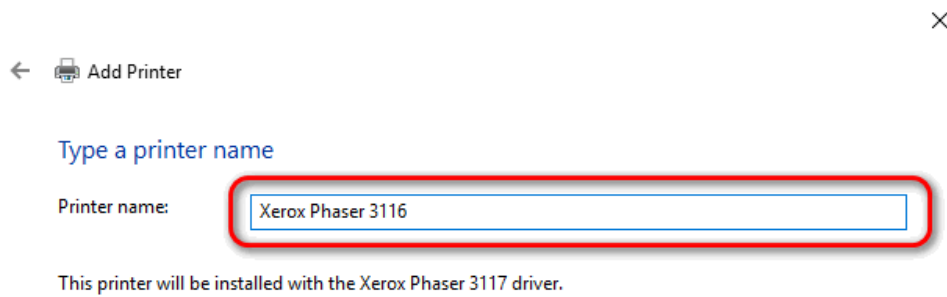 Add Printer
Type a printer name
Printer name: Xerox Phaser 3116
This printer will be installed with the Xerox Phaser 3117 driver.